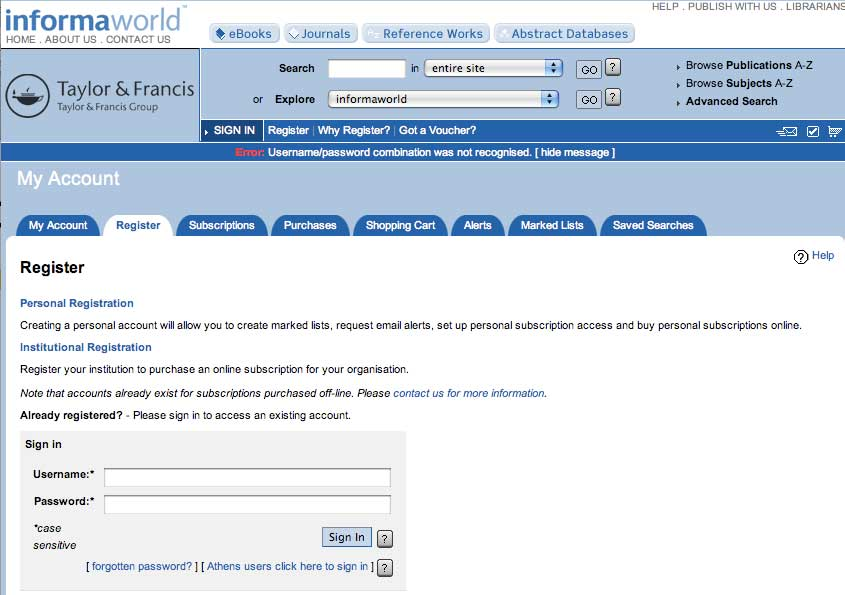 informaworld™
HELP . PUBLISH WITH US . LIBRARIANS
HOME . ABOUT US . CONTACT US
eBooks Journals Reference Works Abstract Databases
Taylor & Francis
Taylor & Francis Group
Search in entire site GO ?
or Explore informaworld GO ?
Browse Publications A-Z
Browse Subjects A-Z
Advanced Search
SIGN IN Register | Why Register? | Got a Voucher?
Error: Username/password combination was not recognised. [ hide message ]
My Account
My Account Register Subscriptions Purchases Shopping Cart Alerts Marked Lists Saved Searches
? Help
Register
Personal Registration
Creating a personal account will allow you to create marked lists, request email alerts, set up personal subscription access and buy personal subscriptions online.
Institutional Registration
Register your institution to purchase an online subscription for your organisation.
Note that accounts already exist for subscriptions purchased off-line. Please contact us for more information.
Already registered? - Please sign in to access an existing account.
Sign in
Username:*
Password:*
*case
sensitive
Sign In ?
[ forgotten password? ] [ Athens users click here to sign in ] ?